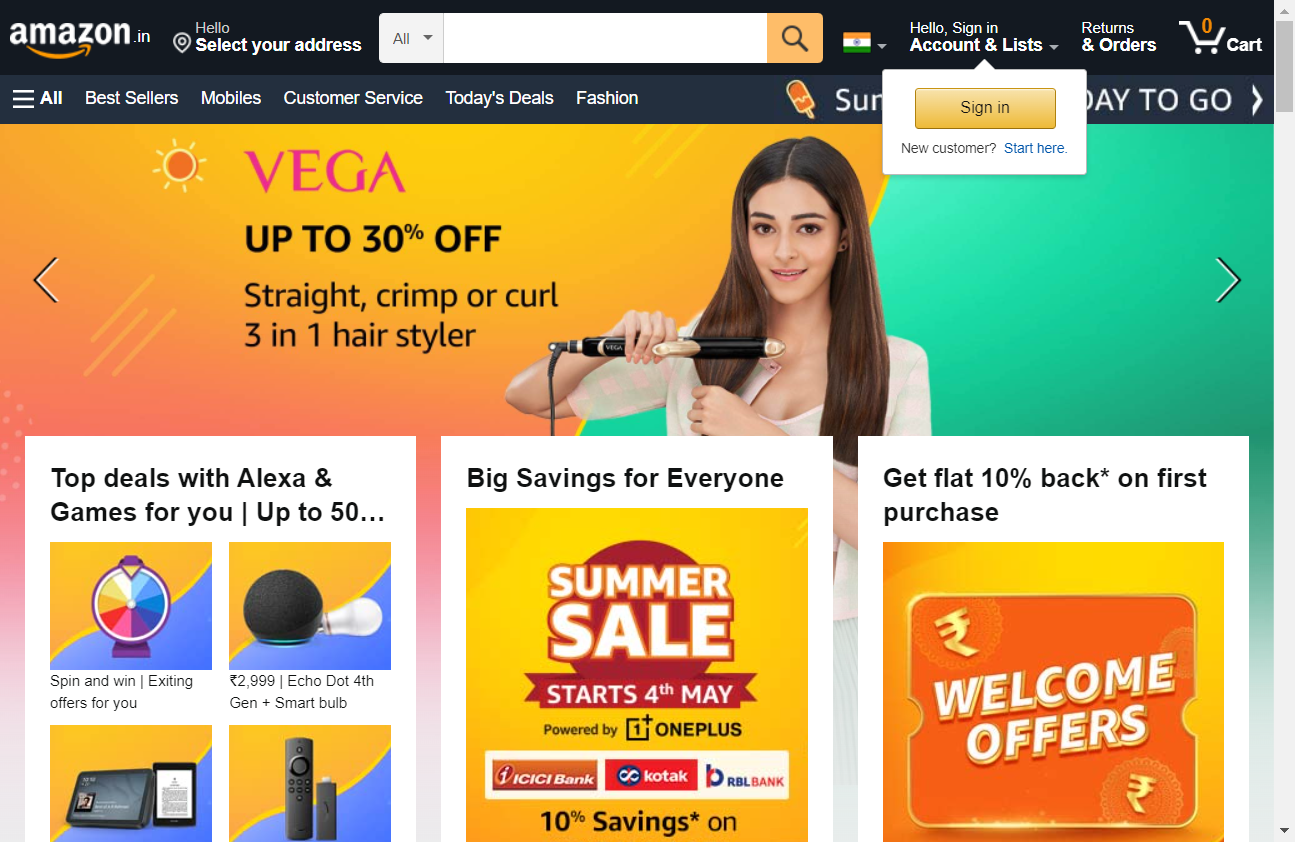 amazon.in
Hello
Select your address
All
Hello, Sign in
Account & Lists
Returns
& Orders
0
Cart
All
Best Sellers
Mobiles
Customer Service
Today's Deals
Fashion
DAY TO GO
Sign in
New customer? Start here.
VEGA
UP TO 30% OFF
Straight, crimp or curl
3 in 1 hair styler
VEGA
Top deals with Alexa &
Games for you | Up to 50…
Spin and win | Exiting
offers for you
₹2,999 | Echo Dot 4th
Gen + Smart bulb
Big Savings for Everyone
SUMMER
SALE
STARTS 4th MAY
Powered by 1+ ONEPLUS
ICICI Bank
kotak
RBLBANK
10% Savings* on
Get flat 10% back* on first
purchase
₹
WELCOME
OFFERS
₹